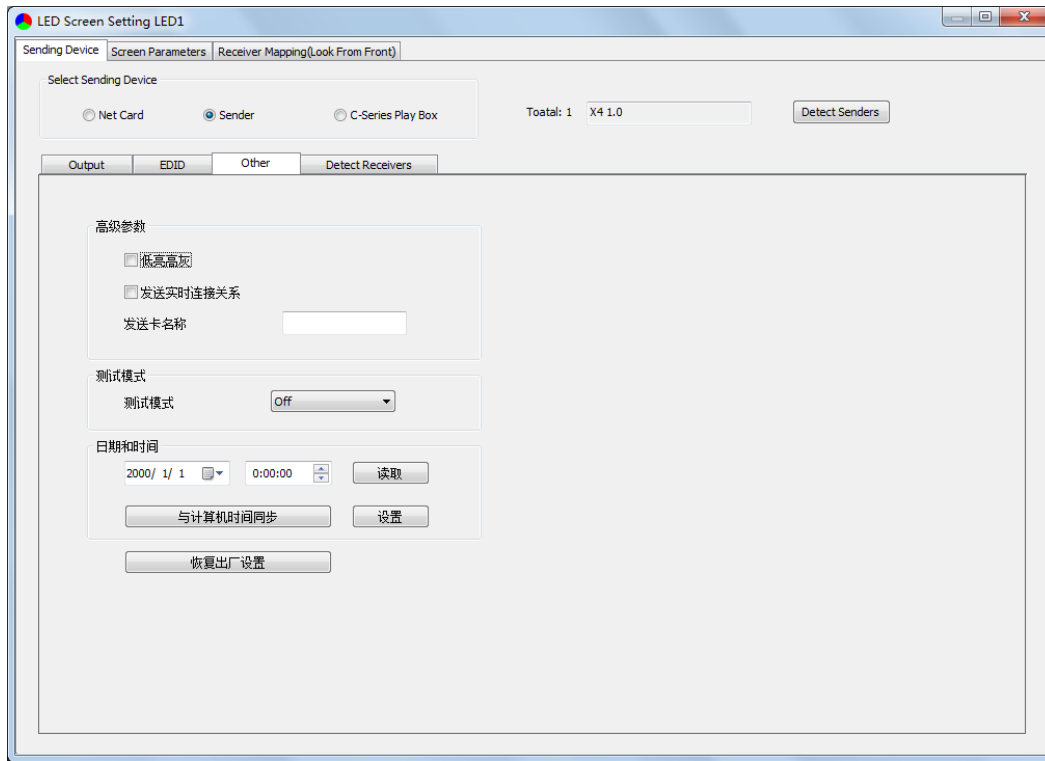 LED Screen Setting LED1
Sending Device Screen Parameters Receiver Mapping(Look From Front)
Select Sending Device
Net Card Sender C-Series Play Box Toatal: 1 X4 1.0 Detect Senders
Output EDID Other Detect Receivers
高级参数
低亮高灰
发送实时连接关系
发送卡名称
测试模式
测试模式 Off
日期和时间
2000/ 1/ 1 0:00:00 读取
与计算机时间同步 设置
恢复出厂设置